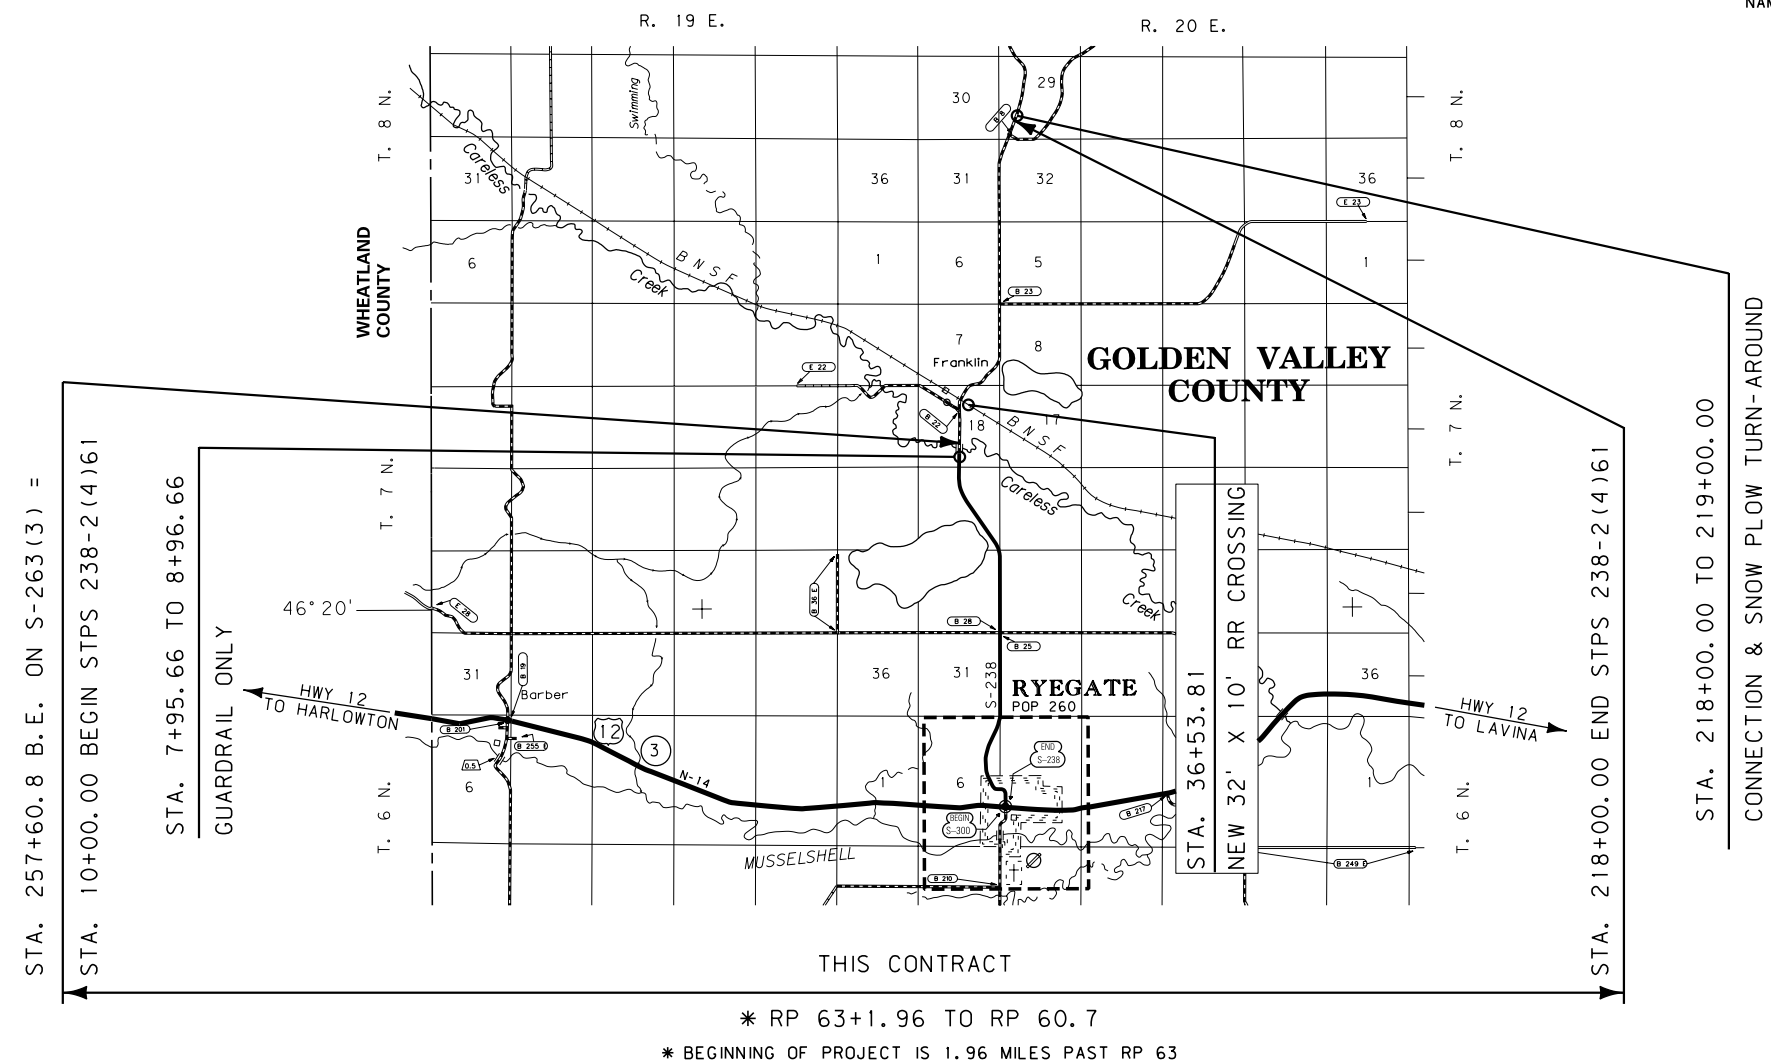 NAM
R. 19 E.
R. 20 E.
T. 8 N.
T. 8 N.
Swimming
30
29
B 8
Careless
31
36
31
32
36
E 23
WHEATLAND
COUNTY
6
BNSF
Creek
1
6
5
1
B 23
7
8
Franklin
GOLDEN VALLEY
COUNTY
E 22
B 22
18
17
BNSF
T. 7 N.
T. 7 N.
Careless
Creek
46° 20'
E 28
B 36 E
B 28
B 25
31
B 19
Barber
36
31
S-238
RYEGATE
POP 260
36
HWY 12
TO HARLOWTON
HWY 12
TO LAVINA
B 201
B 255 E
12
3
0.5
N-14
END
S-238
6
1
6
1
BEGIN
S-300
B 217
T. 6 N.
T. 6 N.
MUSSELSHELL
B 210
B 249 E
STA. 257+60.8 B.E. ON S-263(3) =
STA. 10+00.00 BEGIN STPS 238-2(4)61
STA. 7+95.66 TO 8+96.66
GUARDRAIL ONLY
STA. 36+53.81
NEW 32' X 10' RR CROSSING
STA. 218+00.00 END STPS 238-2(4)61
STA. 218+00.00 TO 219+00.00
CONNECTION & SNOW PLOW TURN-AROUND
THIS CONTRACT
* RP 63+1.96 TO RP 60.7
* BEGINNING OF PROJECT IS 1.96 MILES PAST RP 63